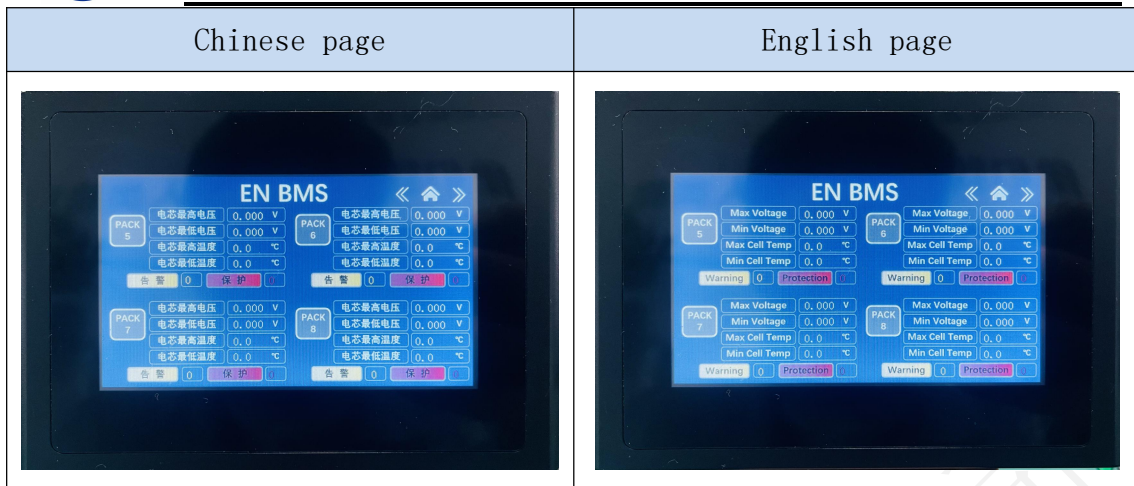 Chinese page
English page
EN BMS
PACK 5
电芯最高电压 0.000 V
电芯最低电压 0.000 V
电芯最高温度 0.0 ℃
电芯最低温度 0.0 ℃
告警 0 保护 0
PACK 6
电芯最高电压 0.000 V
电芯最低电压 0.000 V
电芯最高温度 0.0 ℃
电芯最低温度 0.0 ℃
告警 0 保护 0
PACK 7
电芯最高电压 0.000 V
电芯最低电压 0.000 V
电芯最高温度 0.0 ℃
电芯最低温度 0.0 ℃
告警 0 保护 0
PACK 8
电芯最高电压 0.000 V
电芯最低电压 0.000 V
电芯最高温度 0.0 ℃
电芯最低温度 0.0 ℃
告警 0 保护 0
EN BMS
PACK 5
Max Voltage 0.000 V
Min Voltage 0.000 V
Max Cell Temp 0.0 ℃
Min Cell Temp 0.0 ℃
Warning 0 Protection 0
PACK 6
Max Voltage 0.000 V
Min Voltage 0.000 V
Max Cell Temp 0.0 ℃
Min Cell Temp 0.0 ℃
Warning 0 Protection 0
PACK 7
Max Voltage 0.000 V
Min Voltage 0.000 V
Max Cell Temp 0.0 ℃
Min Cell Temp 0.0 ℃
Warning 0 Protection 0
PACK 8
Max Voltage 0.000 V
Min Voltage 0.000 V
Max Cell Temp 0.0 ℃
Min Cell Temp 0.0 ℃
Warning 0 Protection 0